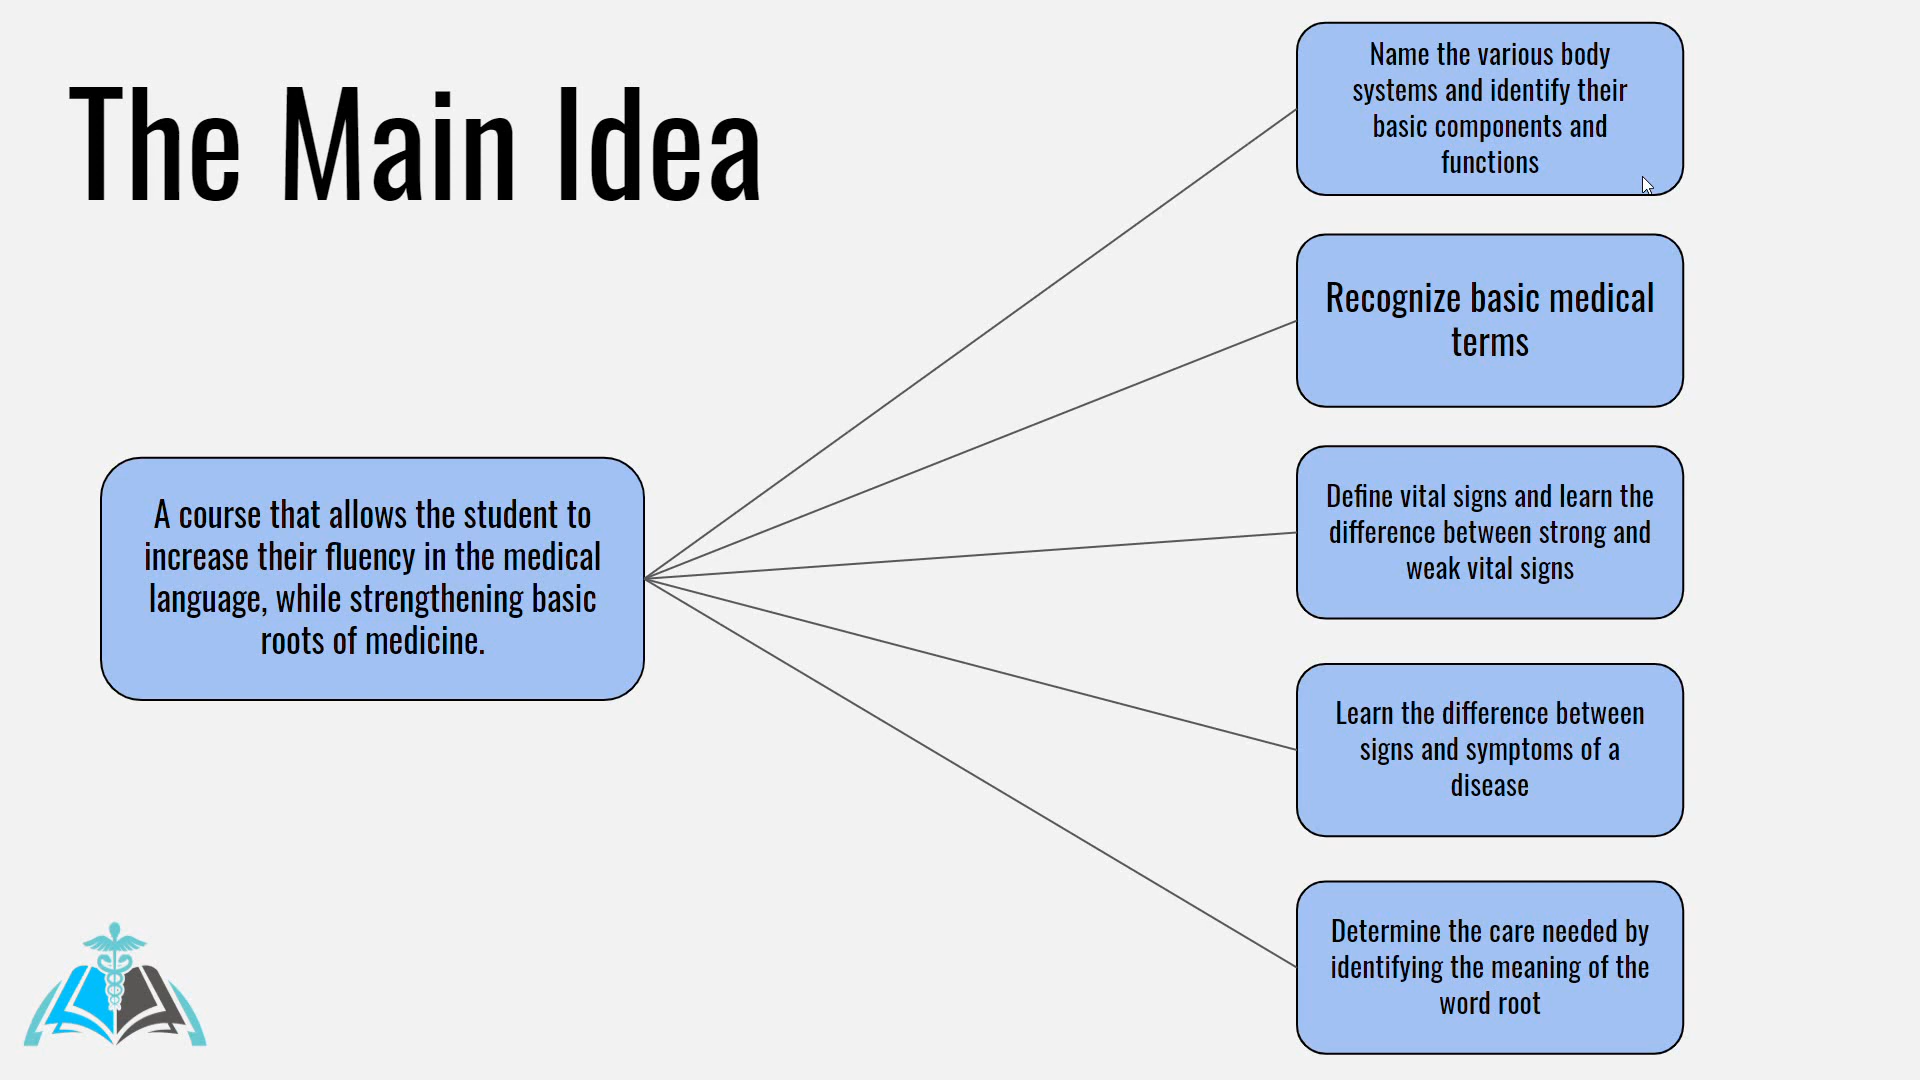 The Main Idea
A course that allows the student to
increase their fluency in the medical
language, while strengthening basic
roots of medicine.
Name the various body
systems and identify their
basic components and
functions
Recognize basic medical
terms
Define vital signs and learn the
difference between strong and
weak vital signs
Learn the difference between
signs and symptoms of a
disease
Determine the care needed by
identifying the meaning of the
word root